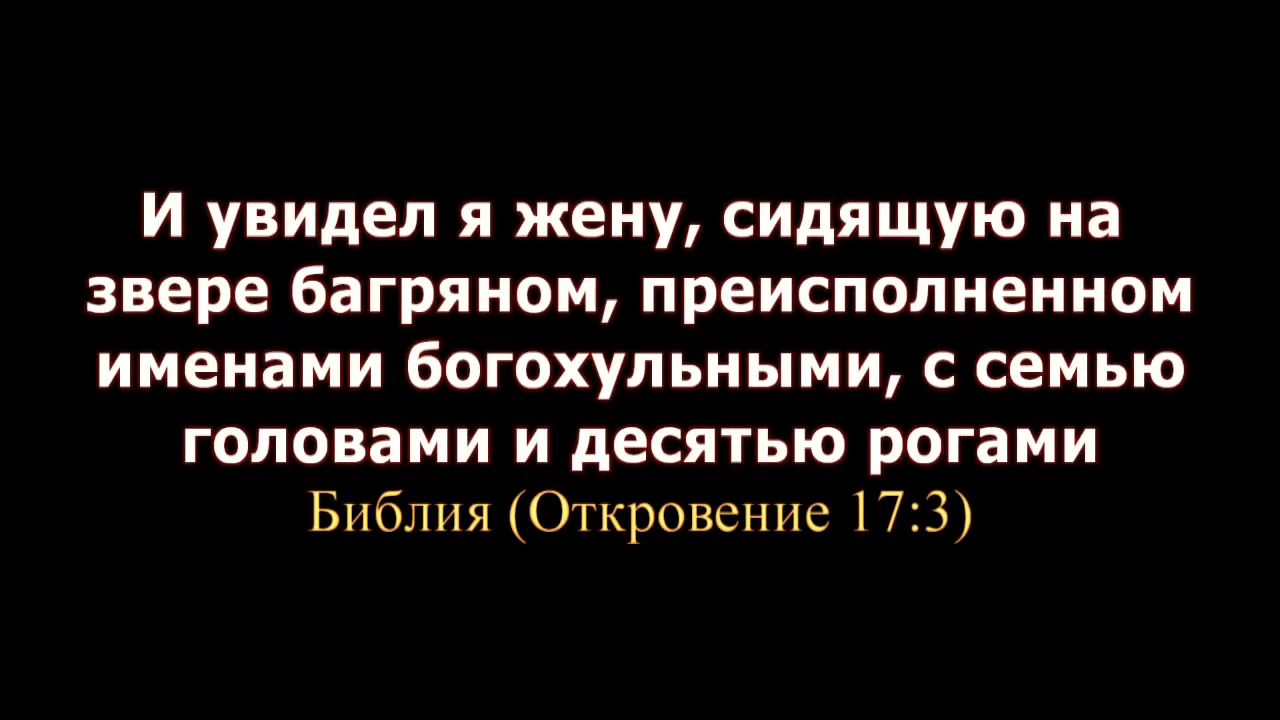 И увидел я жену, сидящую на
звере багряном, преисполненном
именами богохульными, с семью
головами и десятью рогами
Библия (Откровение 17:3)